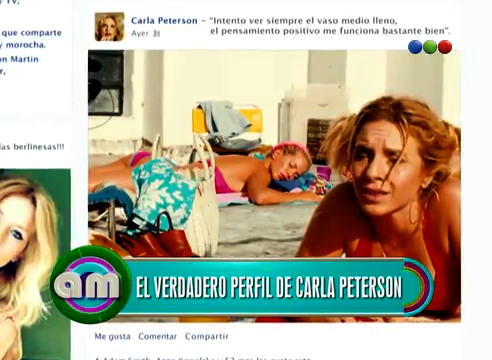 que comparte
y morocha.
on Martin
Carla Peterson - "Intento ver siempre el vaso medio lleno,
el pensamiento positivo me funciona bastante bien".
Ayer
las berlinesas!!!
am
EL VERDADERO PERFIL DE CARLA PETERSON
Me gusta Comentar Compartir